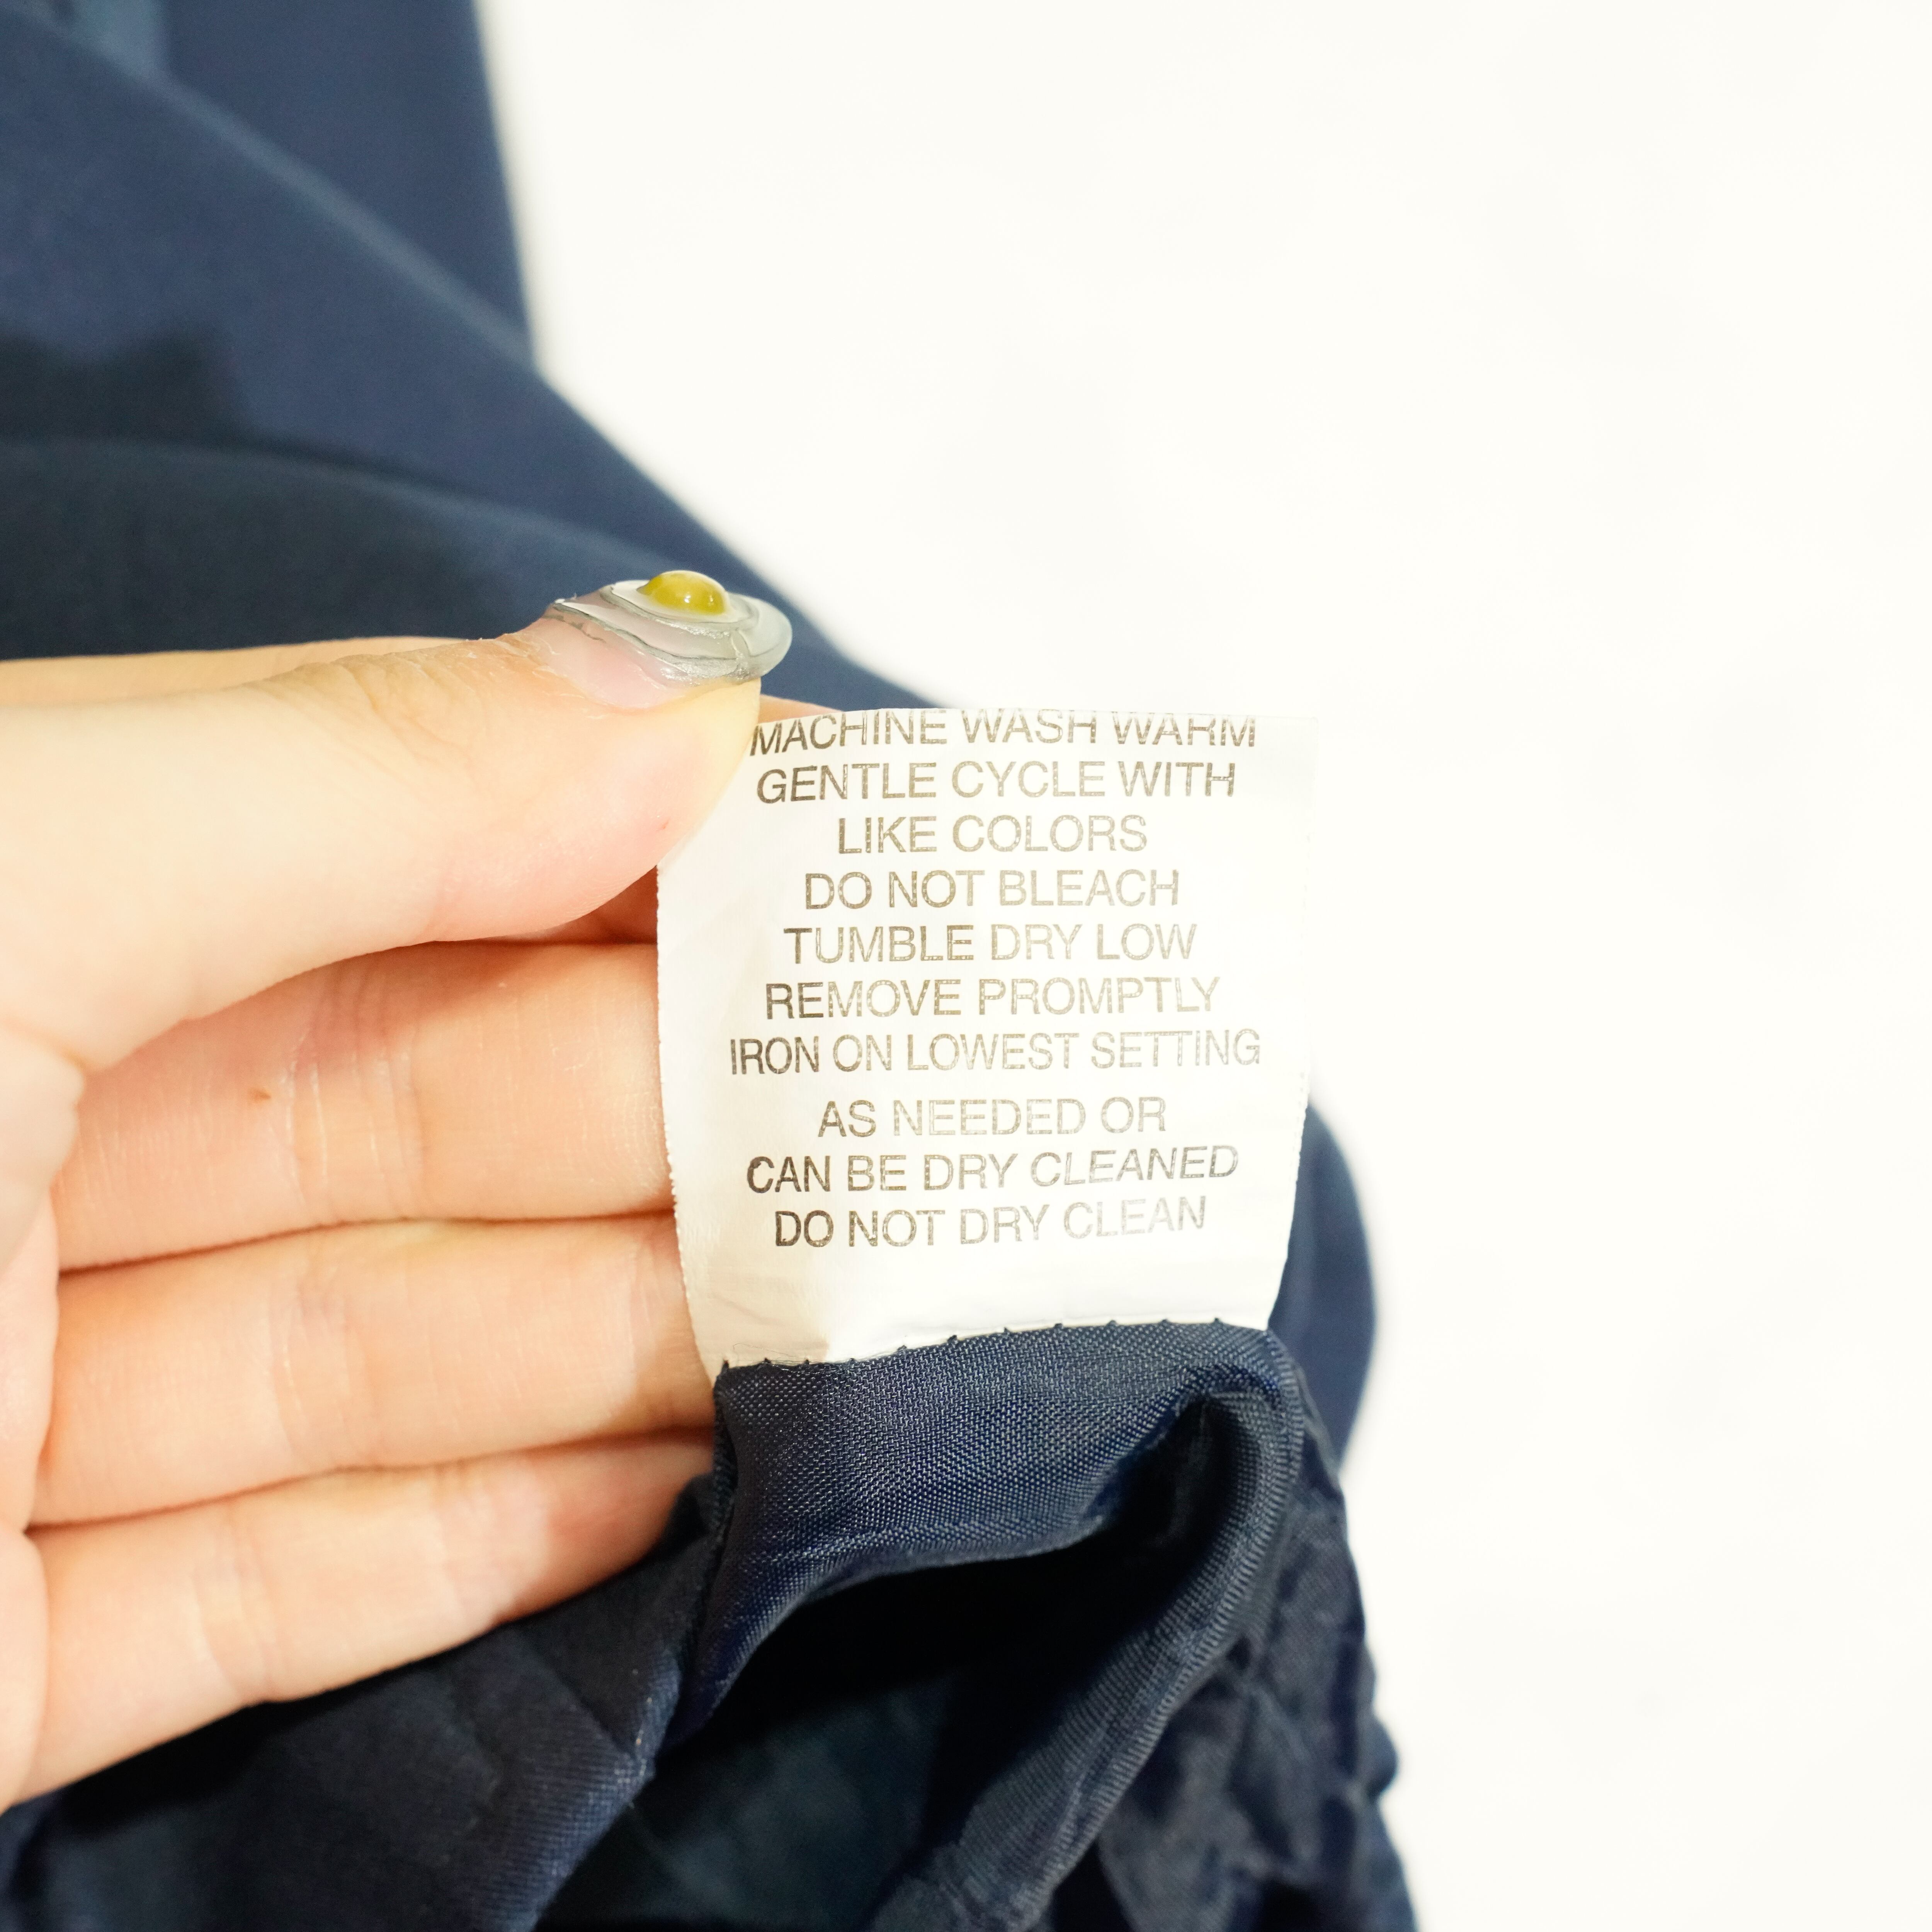 MACHINE WASH WARM
GENTLE CYCLE WITH
LIKE COLORS
DO NOT BLEACH
TUMBLE DRY LOW
REMOVE PROMPTLY
IRON ON LOWEST SETTING
AS NEEDED OR
CAN BE DRY CLEANED
DO NOT DRY CLEAN